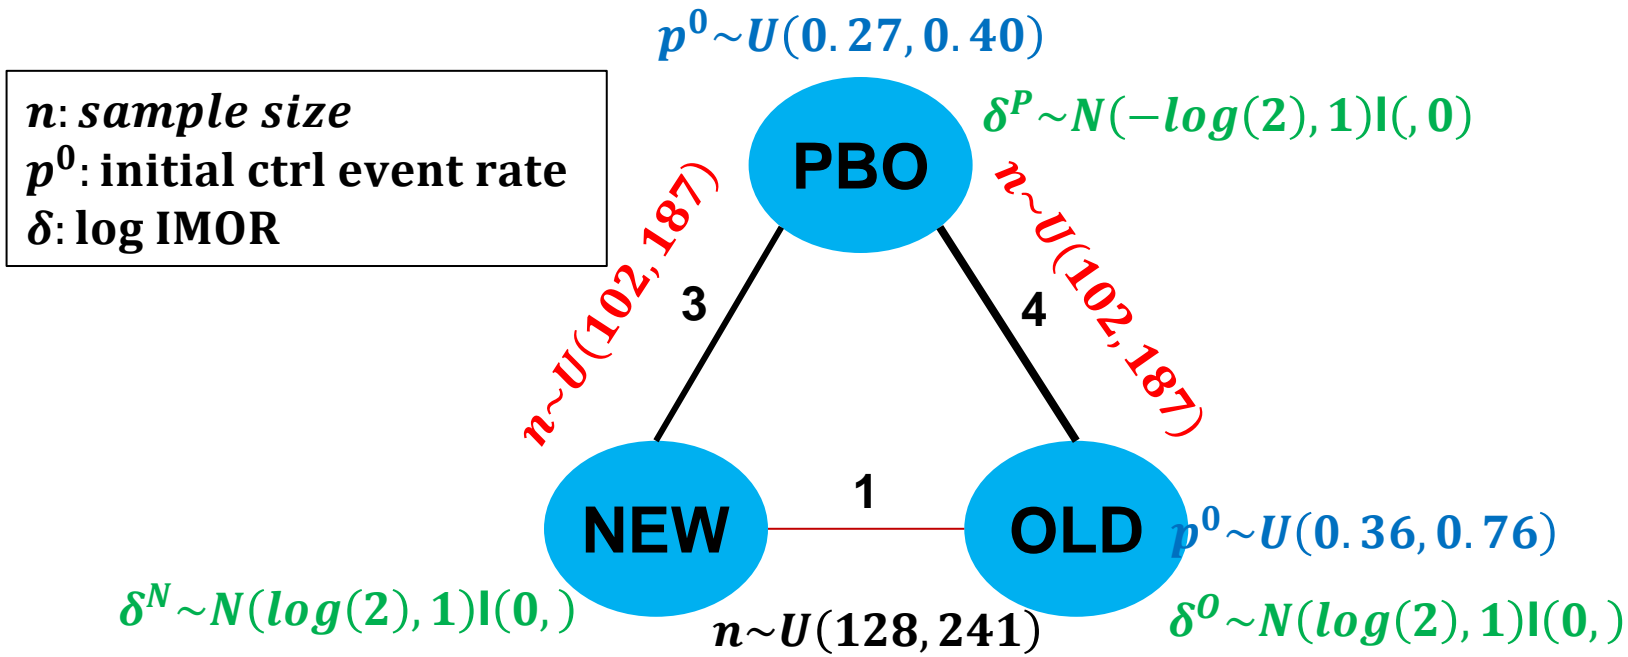 p⁰~U(0.27,0.40)
n: sample size
p⁰: initial ctrl event rate
δ: log IMOR
δᴾ~N(−log(2),1)I(,0)
PBO
n~U(102,187)
n~U(102,187)
3
4
1
NEW
OLD
p⁰~U(0.36,0.76)
δᴺ~N(log(2),1)I(0,)
n~U(128,241)
δᴼ~N(log(2),1)I(0,)